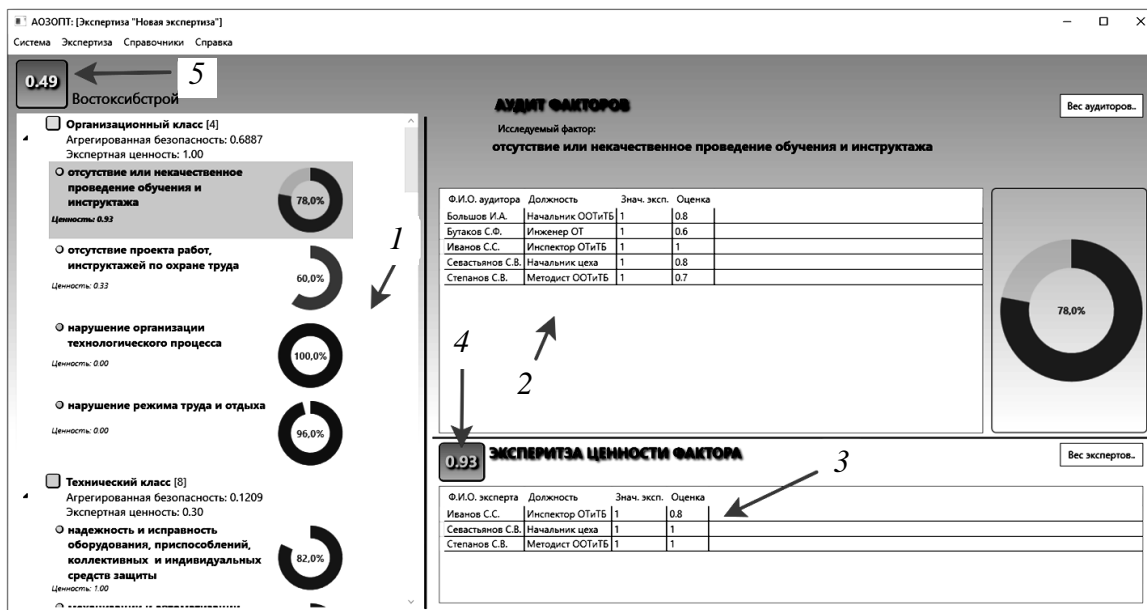 АОЗОПТ: [Экспертиза "Новая экспертиза"]
Система Экспертиза Справочники Справка
0.49
5
Востоксибстрой
Организационный класс [4]
Агрегированная безопасность: 0.6887
Экспертная ценность: 1.00
отсутствие или некачественное
проведение обучения и
инструктажа
78,0%
Ценность: 0.93
1
отсутствие проекта работ,
инструктажей по охране труда
60,0%
Ценность: 0.33
нарушение организации
технологического процесса
100,0%
Ценность: 0.00
нарушение режима труда и отдыха
96,0%
Ценность: 0.00
Технический класс [8]
Агрегированная безопасность: 0.1209
Экспертная ценность: 0.30
надежность и исправность
оборудования, приспособлений,
коллективных и индивидуальных
средств защиты
82,0%
Ценность: 1.00
АУДИТ ФАКТОРОВ
Вес аудиторов..
Исследуемый фактор:
отсутствие или некачественное проведение обучения и инструктажа
Ф.И.О. аудитора Должность Знач. эксп. Оценка
Большов И.А. Начальник ООТиТБ 1 0.8
Бутаков С.Ф. Инженер ОТ 1 0.6
Иванов С.С. Инспектор ОТиТБ 1 1
Севастьянов С.В. Начальник цеха 1 0.8
Степанов С.В. Методист ООТиТБ 1 0.7
78,0%
2
4
0.93
ЭКСПЕРИТЗА ЦЕННОСТИ ФАКТОРА
Вес экспертов..
3
Ф.И.О. эксперта Должность Знач. эксп. Оценка
Иванов С.С. Инспектор ОТиТБ 1 0.8
Севастьянов С.В. Начальник цеха 1 1
Степанов С.В. Методист ООТиТБ 1 1